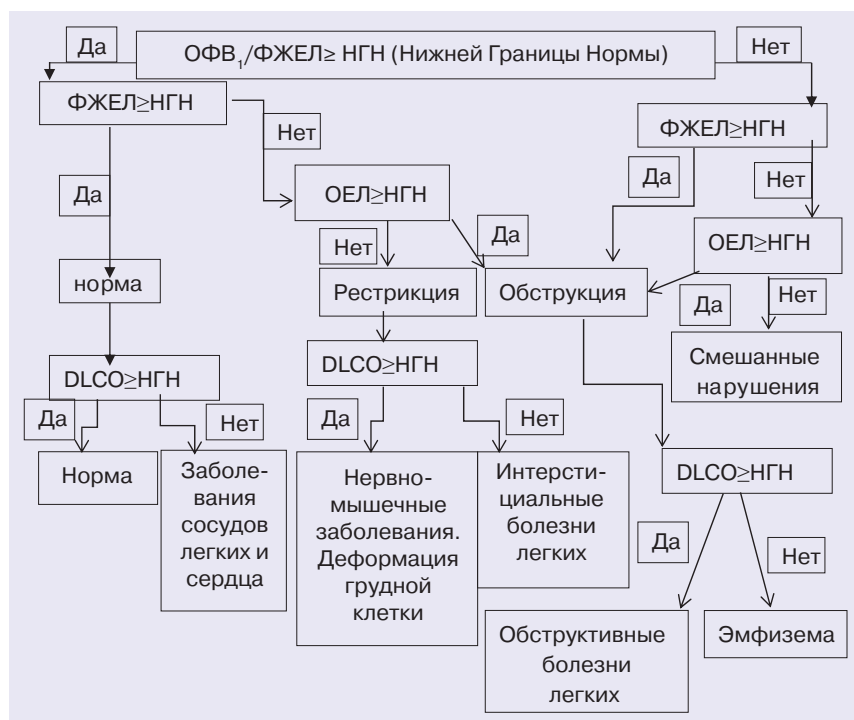 Да
ОФВ₁/ФЖЕЛ≥ НГН (Нижней Границы Нормы)
Нет
ФЖЕЛ≥НГН
Нет
ФЖЕЛ≥НГН
Да
ОЕЛ≥НГН
Да
Нет
Нет
Да
ОЕЛ≥НГН
норма
Рестрикция
Обструкция
Да
Нет
DLCO≥НГН
DLCO≥НГН
Смешанные
нарушения
Да
Нет
Да
Нет
Норма
Заболе-
вания
сосудов
легких и
сердца
Нервно-
мышечные
заболевания.
Деформация
грудной
клетки
Интерсти-
циальные
болезни
легких
DLCO≥НГН
Да
Нет
Обструктивные
болезни
легких
Эмфизема